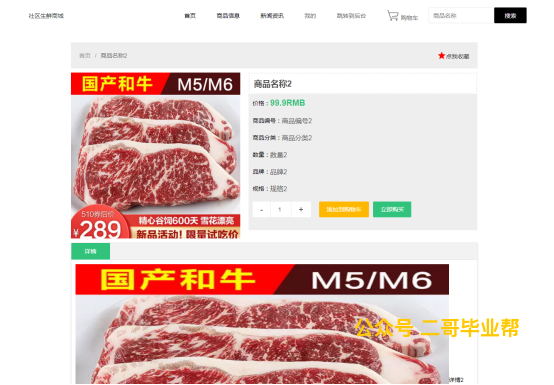 社区生鲜商城 首页 商品信息 新闻资讯 我的 跳转到后台 购物车 商品名称 搜索
首页 / 商品名称2 点我收藏
国产和牛 M5/M6
510券后价
¥289
精心谷饲600天 雪花漂亮
新品活动！限量试吃价
商品名称2
价格：99.9RMB
商品编号：商品编号2
商品分类：商品分类2
数量：数量2
品牌：品牌2
规格：规格2
- 1 + 添加到购物车 立即购买
详情
国产和牛 M5/M6
公众号 二哥毕业帮
详情2